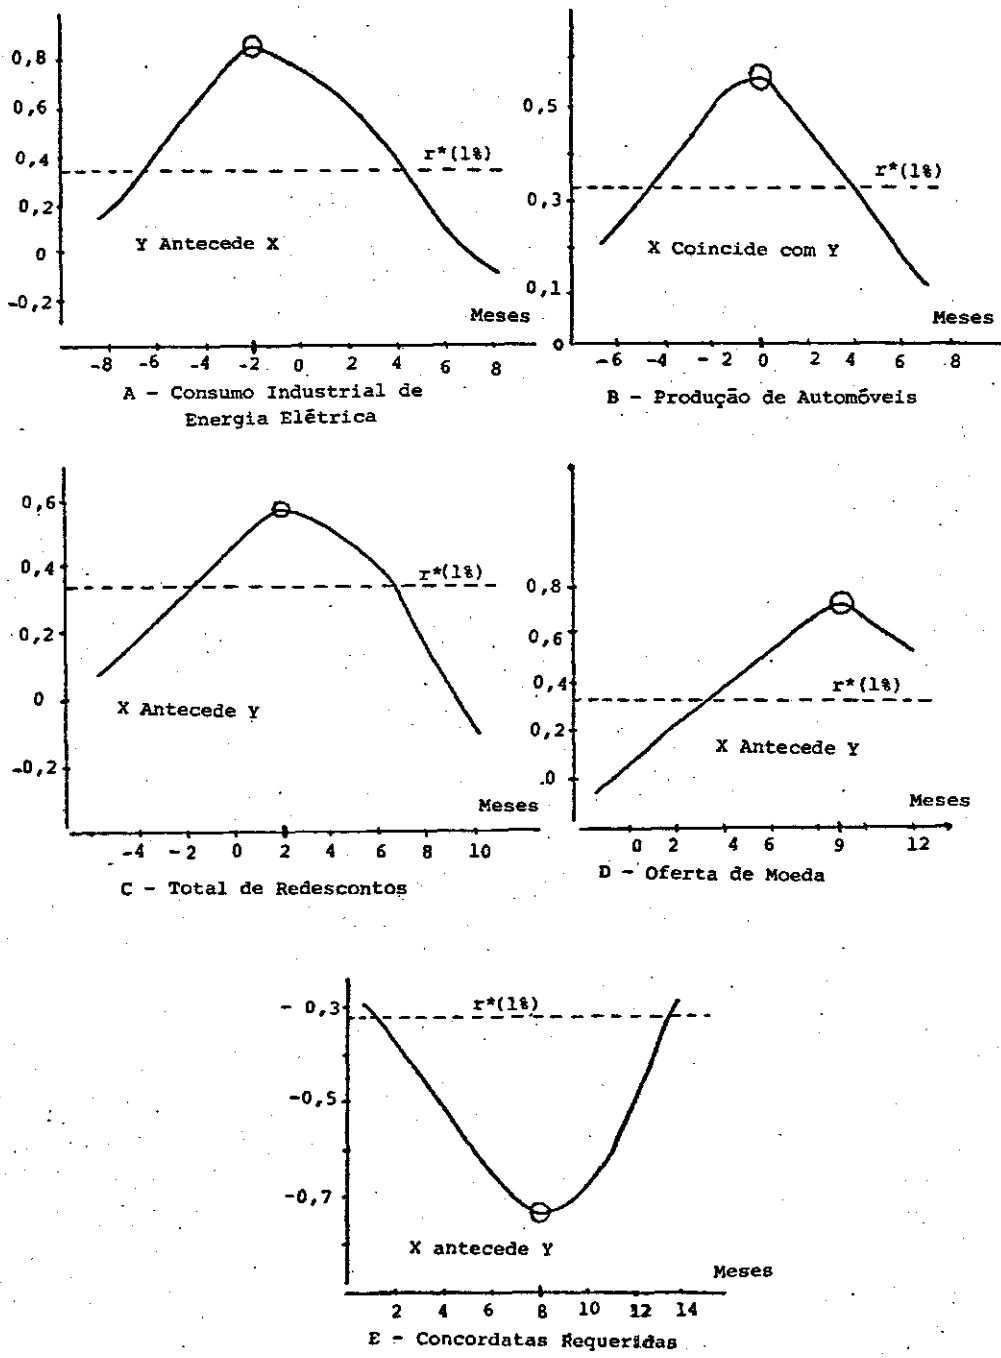 0,8
0,6
0,4
0,2
0
-0,2
r*(1%)
Y Antecede X
Meses
-8 -6 -4 -2 0 2 4 6 8
A - Consumo Industrial de
Energia Elétrica
0,5
0,3
0,1
0
r*(1%)
X Coincide com Y
Meses
-6 -4 -2 0 2 4 6 8
B - Produção de Automóveis
0,6
0,4
0,2
0
-0,2
r*(1%)
X Antecede Y
Meses
-4 -2 0 2 4 6 8 10
C - Total de Redescontos
0,8
0,6
0,4
0,2
.0
r*(1%)
X Antecede Y
Meses
0 2 4 6 9 12
D - Oferta de Moeda
- 0,3
-0,5
-0,7
r*(1%)
X antecede Y
Meses
2 4 6 8 10 12 14
E - Concordatas Requeridas